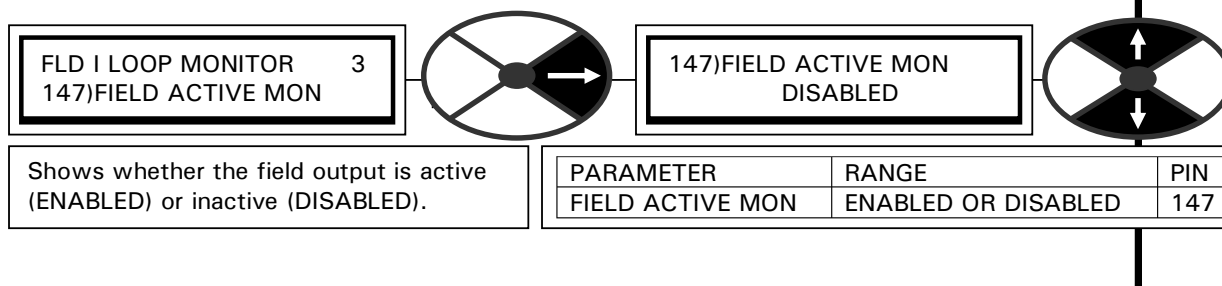 FLD I LOOP MONITOR 3
147)FIELD ACTIVE MON
147)FIELD ACTIVE MON
DISABLED
Shows whether the field output is active
(ENABLED) or inactive (DISABLED).
PARAMETER RANGE PIN
FIELD ACTIVE MON ENABLED OR DISABLED 147